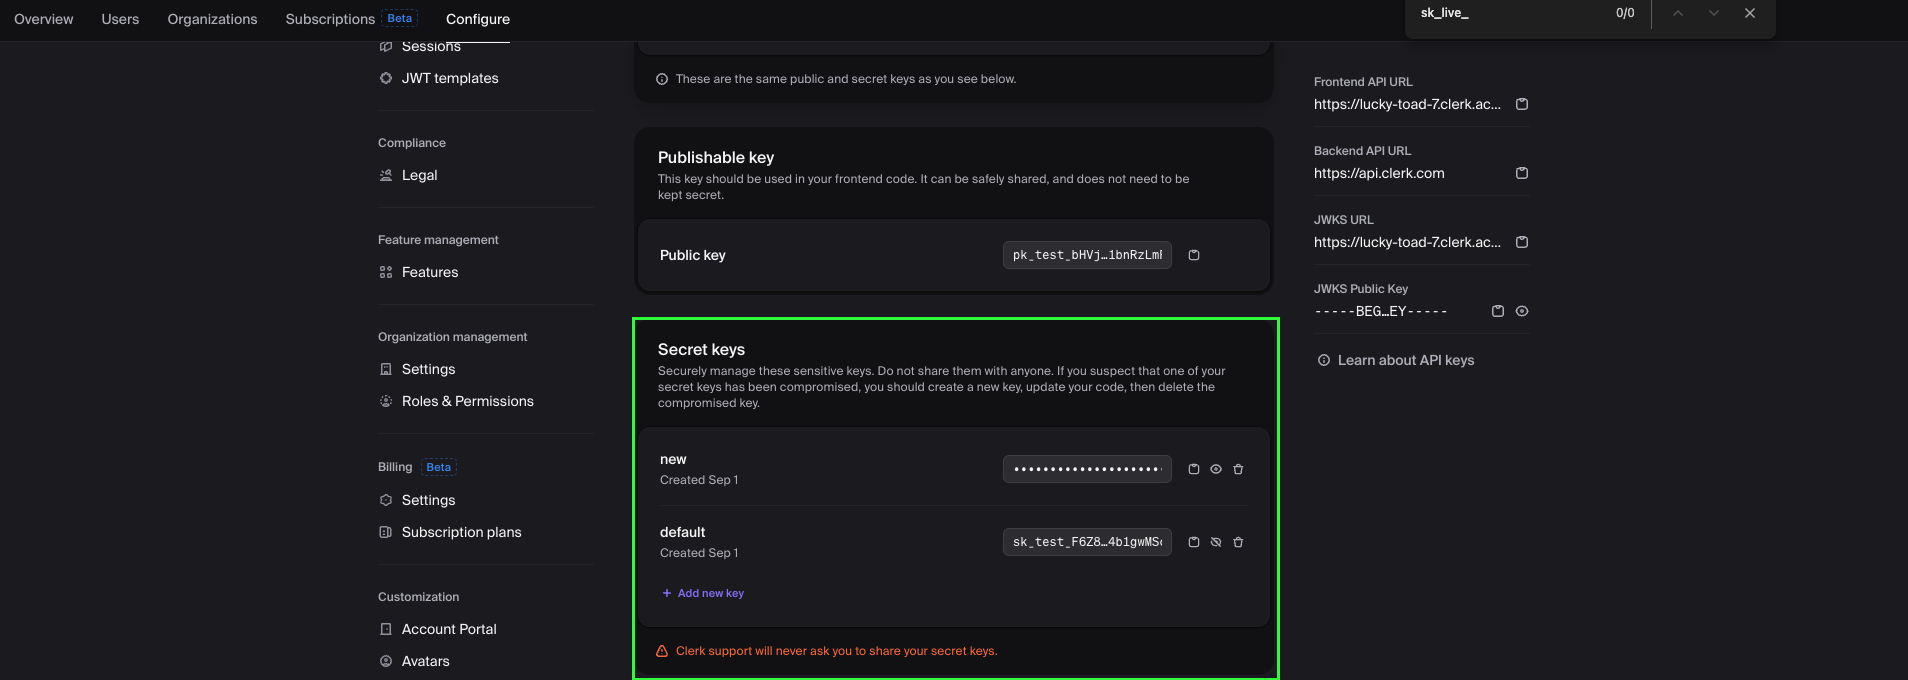 Overview Users Organizations Subscriptions Beta Configure
sk_live_ 0/0
Sessions
JWT templates
Compliance
Legal
Feature management
Features
Organization management
Settings
Roles & Permissions
Billing Beta
Settings
Subscription plans
Customization
Account Portal
Avatars
These are the same public and secret keys as you see below.
Publishable key
This key should be used in your frontend code. It can be safely shared, and does not need to be
kept secret.
Public key pk_test_bHVj…1bnRzLmF
Secret keys
Securely manage these sensitive keys. Do not share them with anyone. If you suspect that one of your
secret keys has been compromised, you should create a new key, update your code, then delete the
compromised key.
new
Created Sep 1
••••••••••••••••••••
default
Created Sep 1
sk_test_F6Z8…4b1gwMSc
+ Add new key
Clerk support will never ask you to share your secret keys.
Frontend API URL
https://lucky-toad-7.clerk.ac...
Backend API URL
https://api.clerk.com
JWKS URL
https://lucky-toad-7.clerk.ac...
JWKS Public Key
-----BEG…EY-----
Learn about API keys